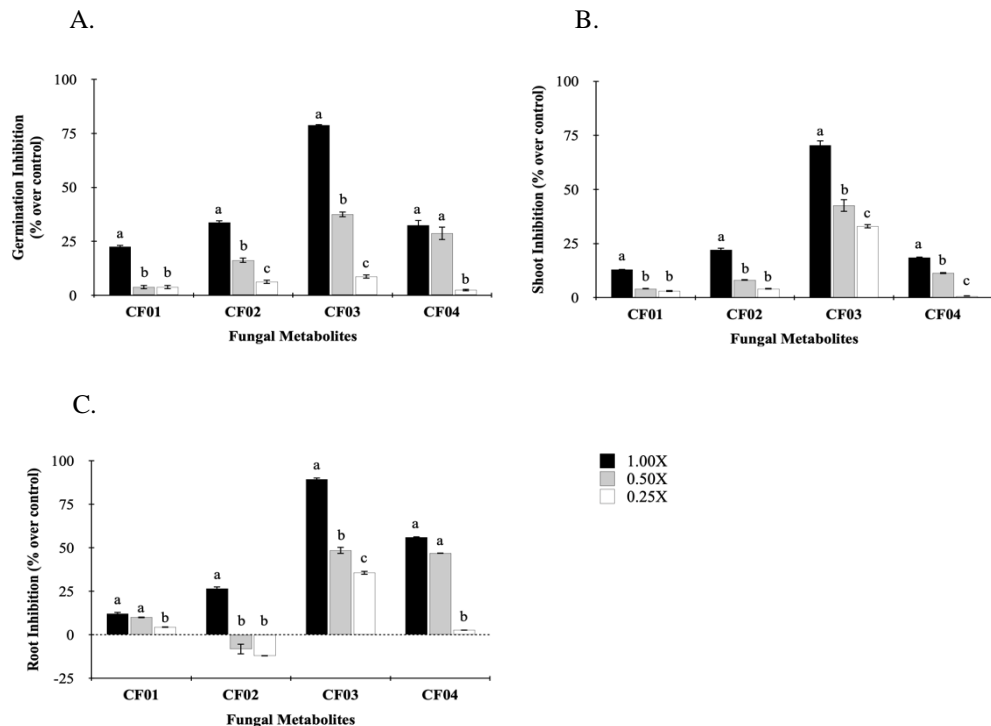 A.
Germination Inhibition
(% over control)
100
75
50
25
0
a
b
b
a
b
c
a
b
c
a
a
b
CF01
CF02
CF03
CF04
Fungal Metabolites
B.
Shoot Inhibition (% over control)
100
75
50
25
0
a
b
b
a
b
b
a
b
c
a
b
c
CF01
CF02
CF03
CF04
Fungal Metabolites
C.
Root Inhibition (% over control)
100
75
50
25
0
-25
a
a
b
a
b
b
a
b
c
a
a
b
CF01
CF02
CF03
CF04
Fungal Metabolites
1.00X
0.50X
0.25X